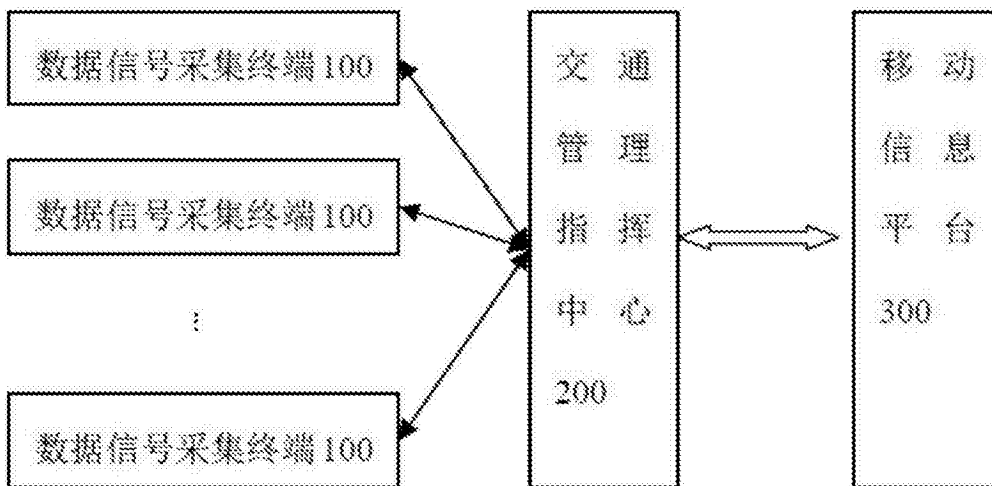 数据信号采集终端100
数据信号采集终端100
⋮
数据信号采集终端100
交通
管理
指挥
中心
200
移动
信息
平台
300